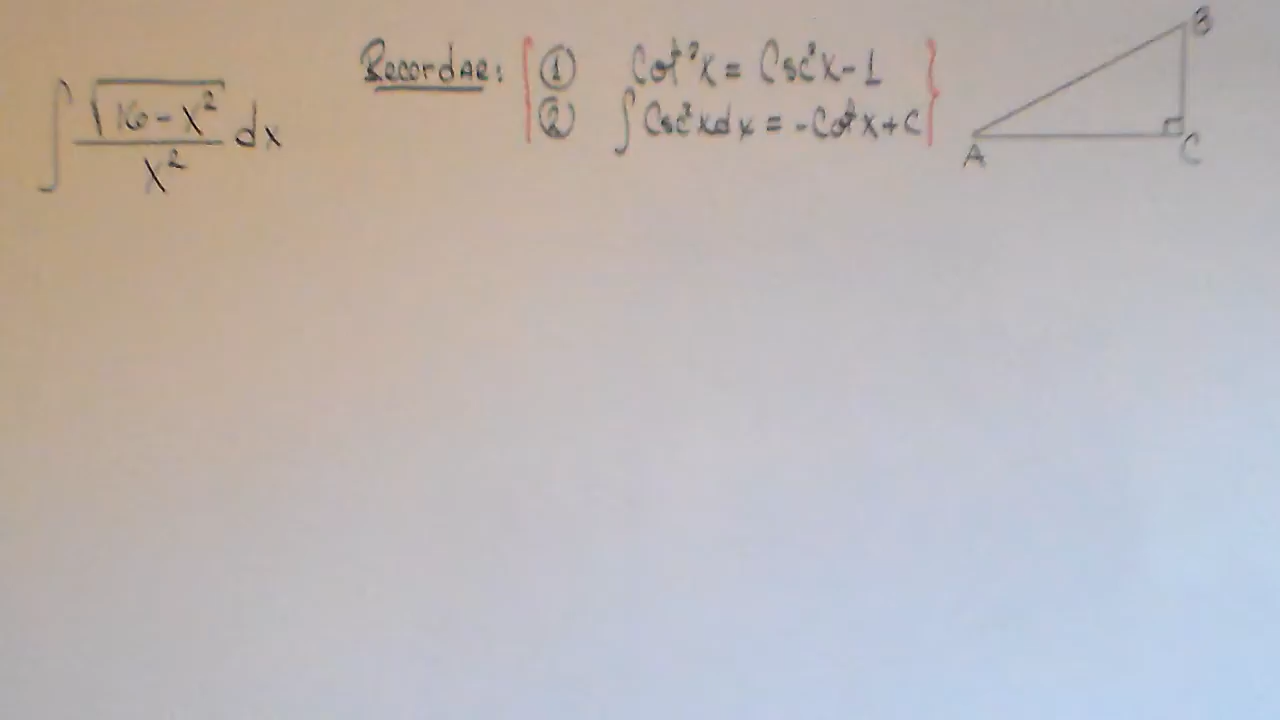 ∫ √(16-x²) / x² dx
Recordar: ① Cot²x = Csc²x-1
② ∫ Csc²x dx = -Cot x + C
B
A
C